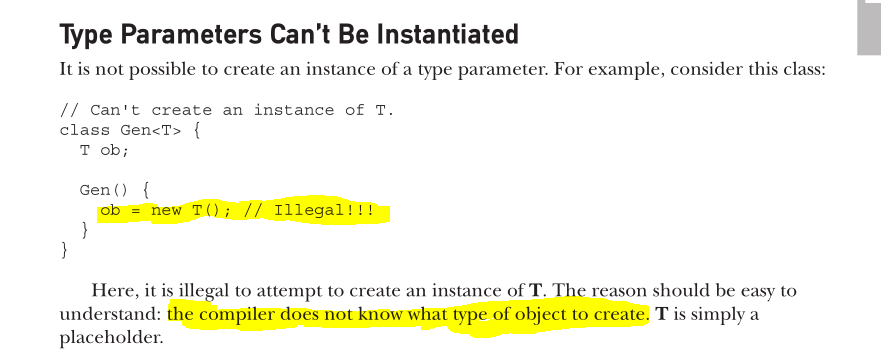 Type Parameters Can't Be Instantiated
It is not possible to create an instance of a type parameter. For example, consider this class:
// Can't create an instance of T.
class Gen<T> {
T ob;
Gen() {
ob = new T(); // Illegal!!!
}
}
Here, it is illegal to attempt to create an instance of T. The reason should be easy to
understand: the compiler does not know what type of object to create. T is simply a
placeholder.